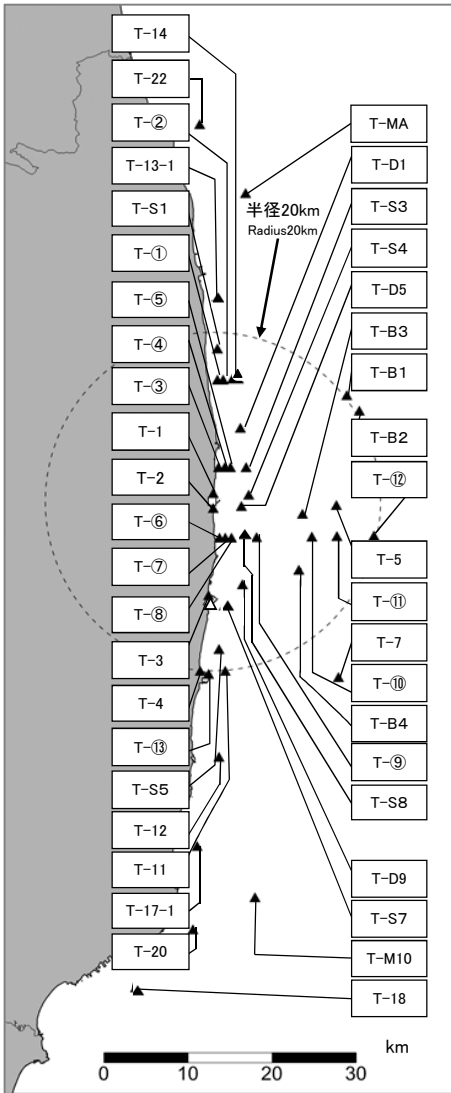 T-14
T-22
T-②
T-13-1
T-S1
T-①
T-⑤
T-④
T-③
T-1
T-2
T-⑥
T-⑦
T-⑧
T-3
T-4
T-⑬
T-S5
T-12
T-11
T-17-1
T-20
半径20km
Radius20km
T-MA
T-D1
T-S3
T-S4
T-D5
T-B3
T-B1
T-B2
T-⑫
T-5
T-⑪
T-7
T-⑩
T-B4
T-⑨
T-S8
T-D9
T-S7
T-M10
T-18
km
0 10 20 30